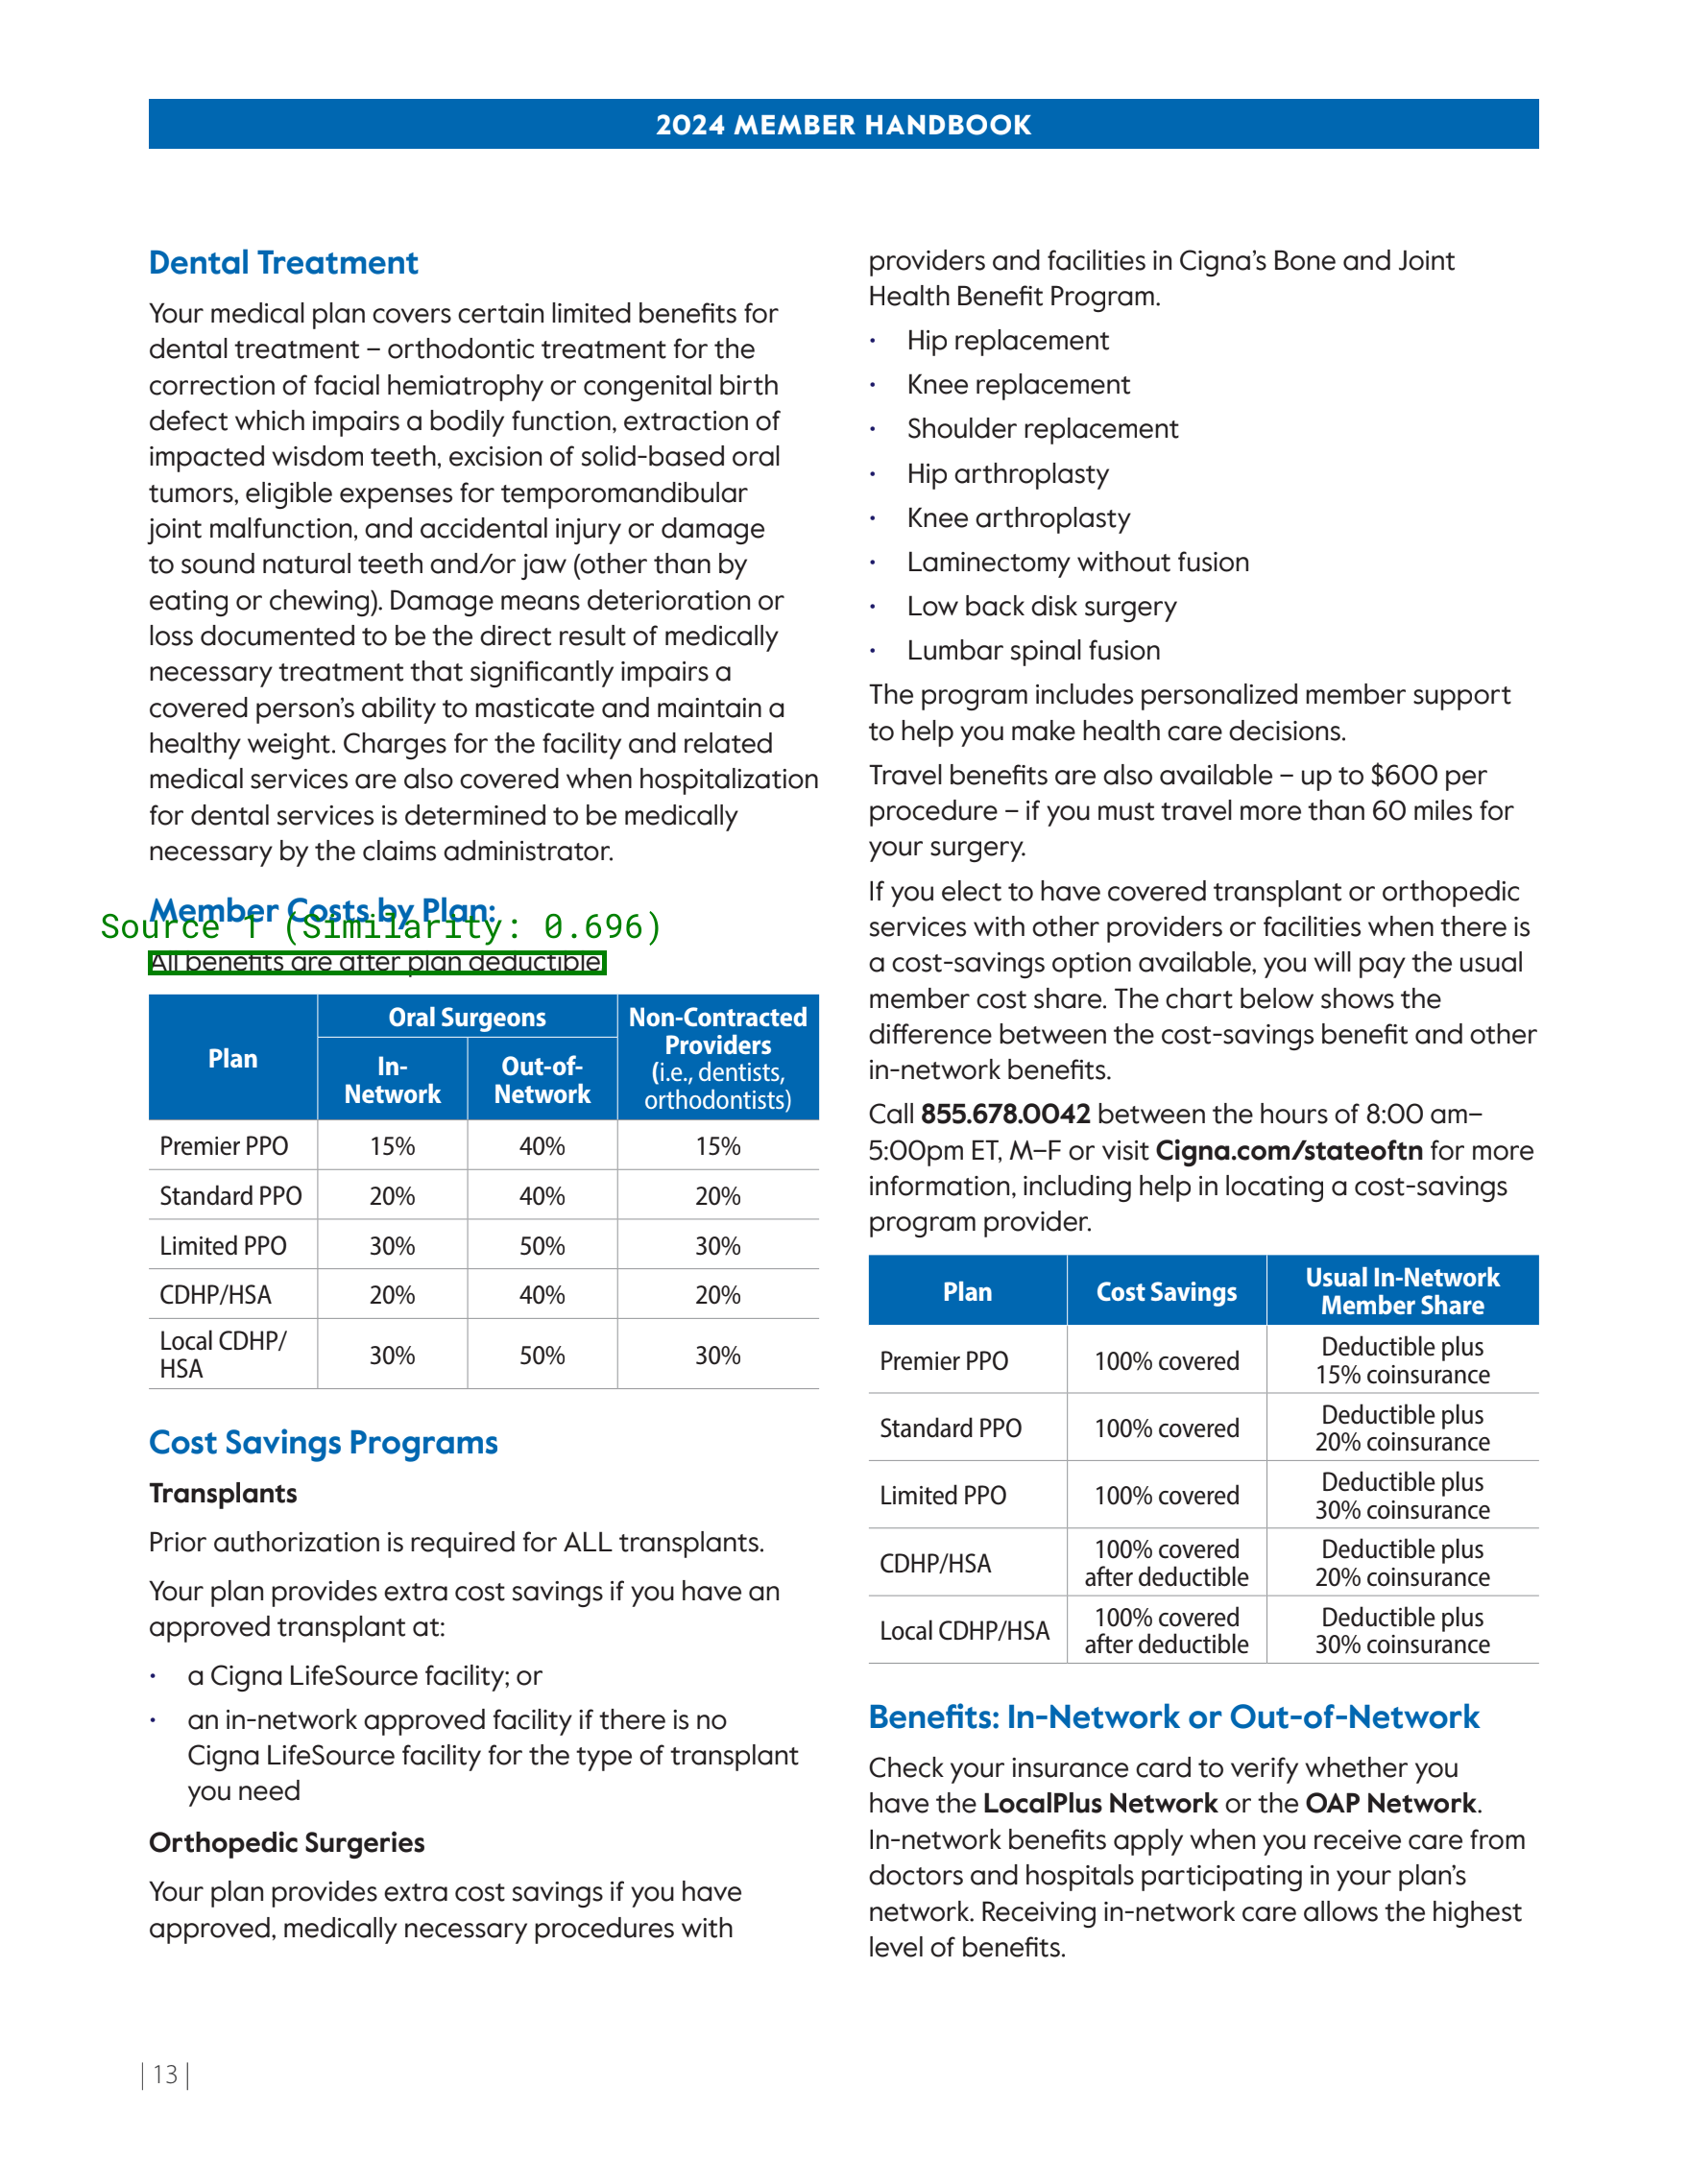 2024 MEMBER HANDBOOK
Dental Treatment
Your medical plan covers certain limited benefits for
dental treatment – orthodontic treatment for the
correction of facial hemiatrophy or congenital birth
defect which impairs a bodily function, extraction of
impacted wisdom teeth, excision of solid-based oral
tumors, eligible expenses for temporomandibular
joint malfunction, and accidental injury or damage
to sound natural teeth and/or jaw (other than by
eating or chewing). Damage means deterioration or
loss documented to be the direct result of medically
necessary treatment that significantly impairs a
covered person's ability to masticate and maintain a
healthy weight. Charges for the facility and related
medical services are also covered when hospitalization
for dental services is determined to be medically
necessary by the claims administrator.
Member Costs by Plan:
Source 1 (Similarity: 0.696)
All benefits are after plan deductible
Plan Oral Surgeons Non-Contracted Providers (i.e., dentists, orthodontists)
In-Network Out-of-Network
Premier PPO 15% 40% 15%
Standard PPO 20% 40% 20%
Limited PPO 30% 50% 30%
CDHP/HSA 20% 40% 20%
Local CDHP/HSA 30% 50% 30%
Cost Savings Programs
Transplants
Prior authorization is required for ALL transplants.
Your plan provides extra cost savings if you have an
approved transplant at:
· a Cigna LifeSource facility; or
· an in-network approved facility if there is no
Cigna LifeSource facility for the type of transplant
you need
Orthopedic Surgeries
Your plan provides extra cost savings if you have
approved, medically necessary procedures with
providers and facilities in Cigna's Bone and Joint
Health Benefit Program.
· Hip replacement
· Knee replacement
· Shoulder replacement
· Hip arthroplasty
· Knee arthroplasty
· Laminectomy without fusion
· Low back disk surgery
· Lumbar spinal fusion
The program includes personalized member support
to help you make health care decisions.
Travel benefits are also available – up to $600 per
procedure – if you must travel more than 60 miles for
your surgery.
If you elect to have covered transplant or orthopedic
services with other providers or facilities when there is
a cost-savings option available, you will pay the usual
member cost share. The chart below shows the
difference between the cost-savings benefit and other
in-network benefits.
Call 855.678.0042 between the hours of 8:00 am–
5:00pm ET, M–F or visit Cigna.com/stateoftn for more
information, including help in locating a cost-savings
program provider.
Plan Cost Savings Usual In-Network Member Share
Premier PPO 100% covered Deductible plus 15% coinsurance
Standard PPO 100% covered Deductible plus 20% coinsurance
Limited PPO 100% covered Deductible plus 30% coinsurance
CDHP/HSA 100% covered after deductible Deductible plus 20% coinsurance
Local CDHP/HSA 100% covered after deductible Deductible plus 30% coinsurance
Benefits: In-Network or Out-of-Network
Check your insurance card to verify whether you
have the LocalPlus Network or the OAP Network.
In-network benefits apply when you receive care from
doctors and hospitals participating in your plan's
network. Receiving in-network care allows the highest
level of benefits.
| 13 |